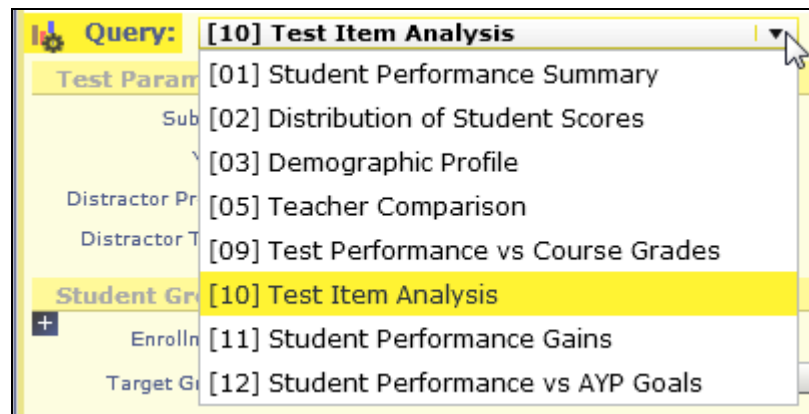 Query: [10] Test Item Analysis
Test Param
[01] Student Performance Summary
Sub
[02] Distribution of Student Scores
[03] Demographic Profile
Distractor Pr
[05] Teacher Comparison
Distractor T
[09] Test Performance vs Course Grades
Student Gr
[10] Test Item Analysis
Enrolln
[11] Student Performance Gains
Target G
[12] Student Performance vs AYP Goals